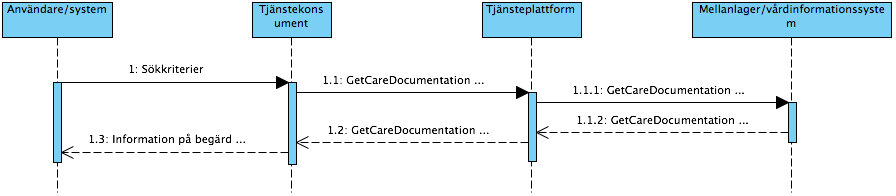 Användare/system
Tjänstekons
ument
Tjänsteplattform
Mellanlager/vårdinformationssyste
m
1: Sökkriterier
1.1: GetCareDocumentation ...
1.1.1: GetCareDocumentation ...
1.1.2: GetCareDocumentation ...
1.2: GetCareDocumentation ...
1.3: Information på begärd ...